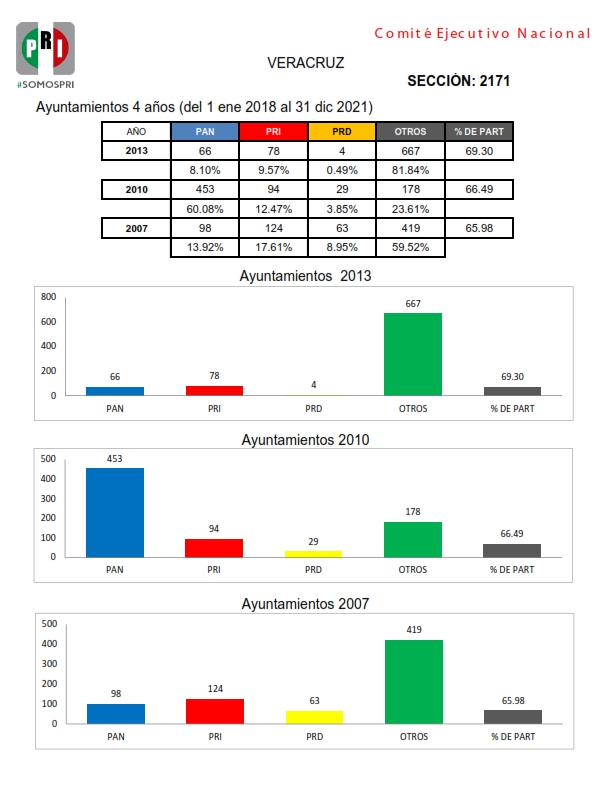 Comité Ejecutivo Nacional
PRI
#SOMOSPRI
VERACRUZ
SECCIÓN: 2171
Ayuntamientos 4 años (del 1 ene 2018 al 31 dic 2021)
AÑO PAN PRI PRD OTROS % DE PART
2013 66 78 4 667 69.30
8.10% 9.57% 0.49% 81.84%
2010 453 94 29 178 66.49
60.08% 12.47% 3.85% 23.61%
2007 98 124 63 419 65.98
13.92% 17.61% 8.95% 59.52%
Ayuntamientos 2013
800
600
400
200
0
66 78 4 667 69.30
PAN PRI PRD OTROS % DE PART
Ayuntamientos 2010
500
400
300
200
100
0
453 94 29 178 66.49
PAN PRI PRD OTROS % DE PART
Ayuntamientos 2007
500
400
300
200
100
0
98 124 63 419 65.98
PAN PRI PRD OTROS % DE PART